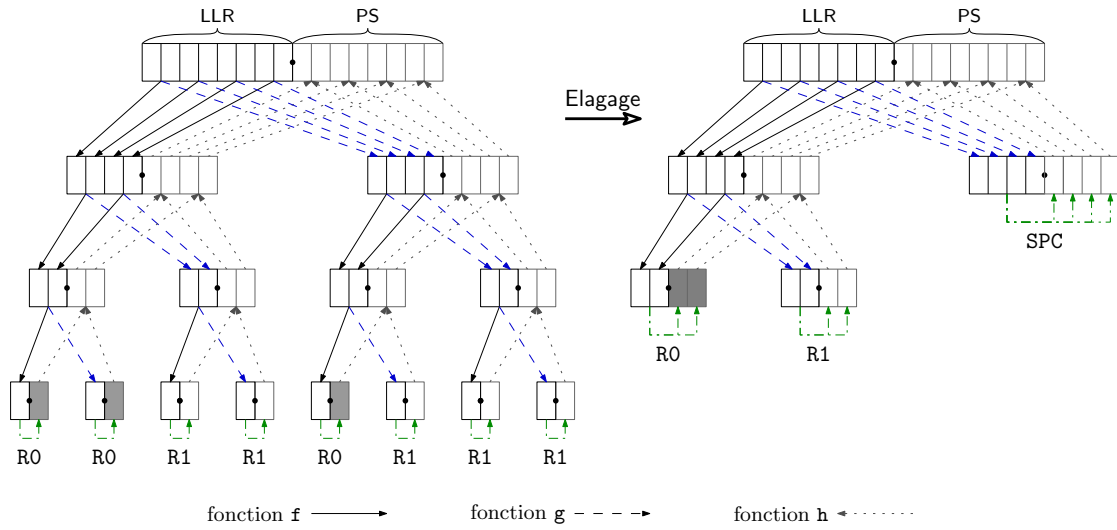 LLR PS LLR PS
Elagage
SPC
R0 R1
R0 R0 R1 R1 R0 R1 R1 R1
fonction f fonction g fonction h